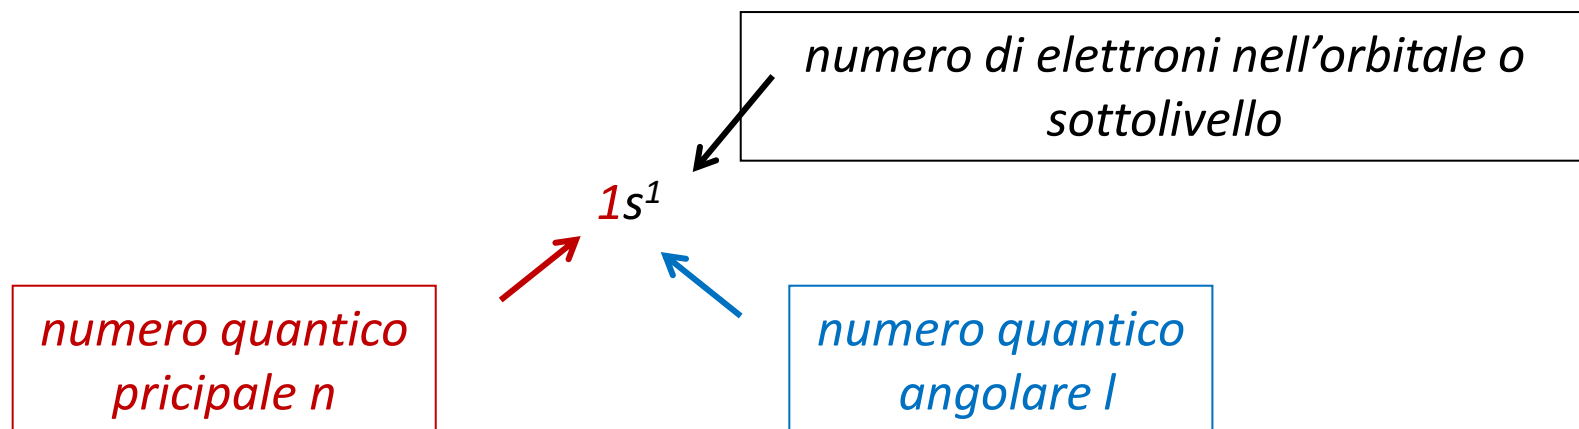 numero di elettroni nell’orbitale o
sottolivello
1s¹
numero quantico
pricipale n
numero quantico
angolare l